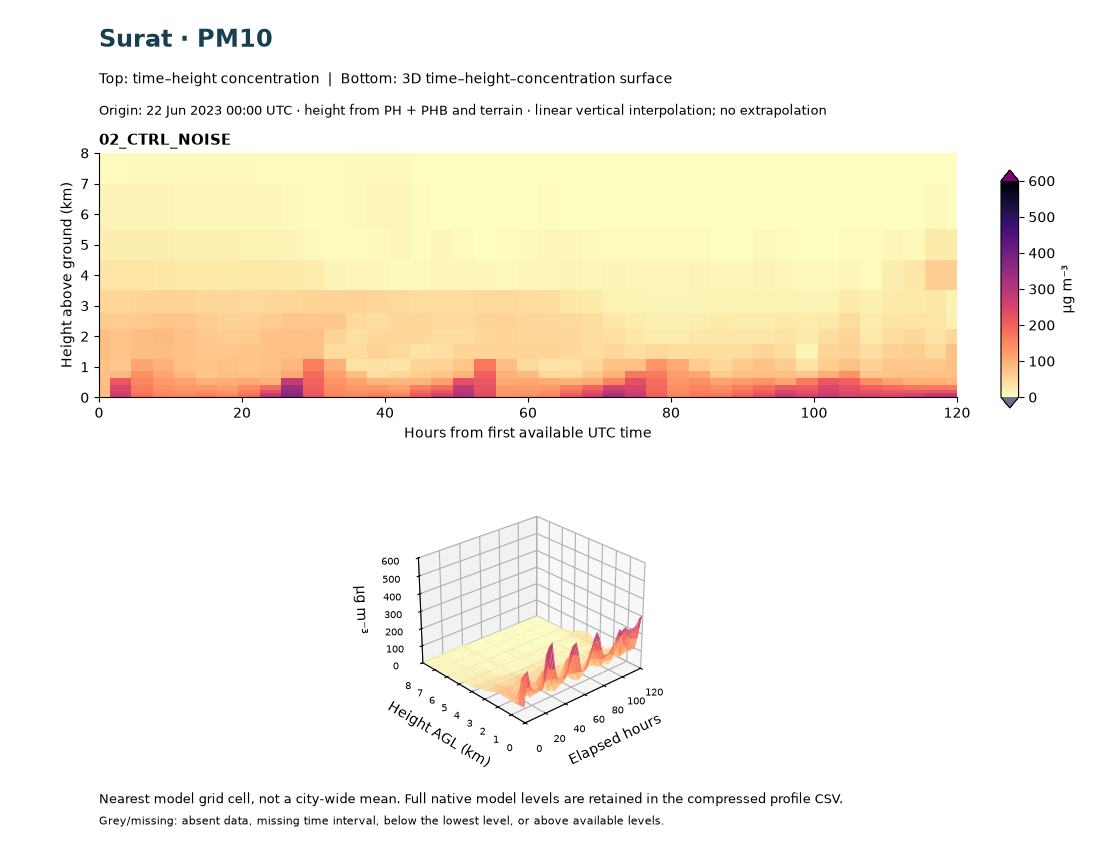 Surat · PM10
Top: time–height concentration | Bottom: 3D time–height–concentration surface
Origin: 22 Jun 2023 00:00 UTC · height from PH + PHB and terrain · linear vertical interpolation; no extrapolation
02_CTRL_NOISE
8
7
6
5
4
3
2
1
0
Height above ground (km)
0 20 40 60 80 100 120
Hours from first available UTC time
600
500
400
300
200
100
0
µg m⁻³
600
500
400
300
200
100
0
µg m⁻³
8 7 6 5 4 3 2 1 0
Height AGL (km)
0 20 40 60 80 100 120
Elapsed hours
Nearest model grid cell, not a city-wide mean. Full native model levels are retained in the compressed profile CSV.
Grey/missing: absent data, missing time interval, below the lowest level, or above available levels.